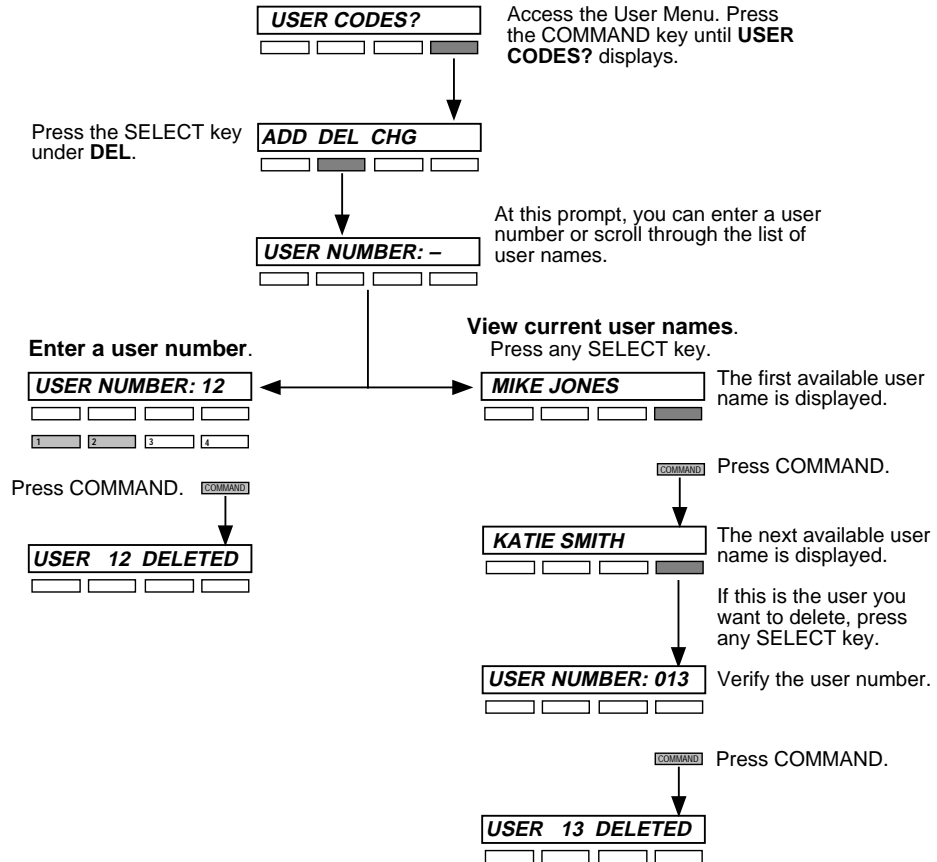 USER CODES?
Access the User Menu. Press
the COMMAND key until USER
CODES? displays.
Press the SELECT key
under DEL.
ADD DEL CHG
At this prompt, you can enter a user
number or scroll through the list of
user names.
USER NUMBER: –
Enter a user number.
USER NUMBER: 12
1 2 3 4
Press COMMAND.
COMMAND
USER 12 DELETED
View current user names.
Press any SELECT key.
MIKE JONES
The first available user
name is displayed.
COMMAND
Press COMMAND.
KATIE SMITH
The next available user
name is displayed.
If this is the user you
want to delete, press
any SELECT key.
USER NUMBER: 013
Verify the user number.
COMMAND
Press COMMAND.
USER 13 DELETED